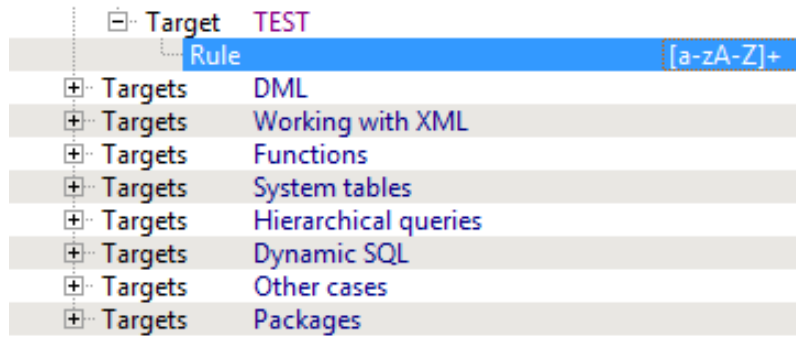 Target TEST
Rule [a-zA-Z]+
Targets DML
Targets Working with XML
Targets Functions
Targets System tables
Targets Hierarchical queries
Targets Dynamic SQL
Targets Other cases
Targets Packages